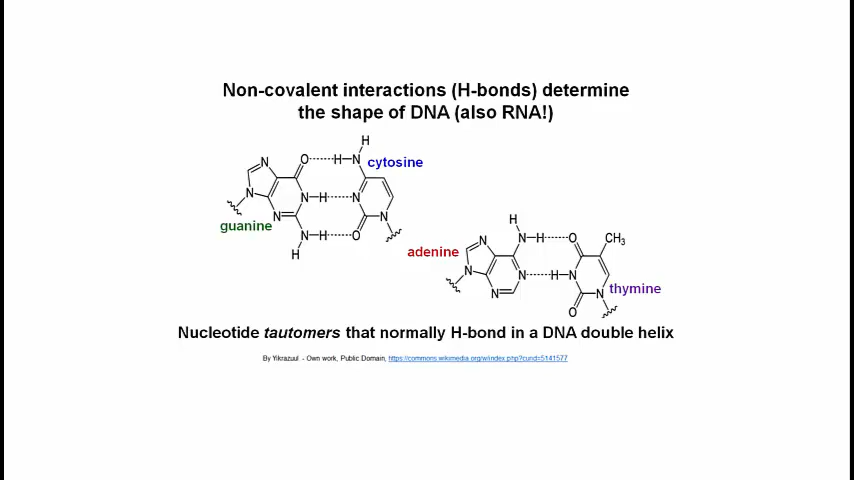 Non-covalent interactions (H-bonds) determine
the shape of DNA (also RNA!)
H
N
O
H
N
cytosine
N
N
H
N
guanine
N
N
H
O
N
H
H
adenine
N
N
H
O
CH3
N
N
H
N
thymine
N
N
O
Nucleotide tautomers that normally H-bond in a DNA double helix
By Yikrazuul - Own work, Public Domain, https://commons.wikimedia.org/w/index.php?curid=5141577